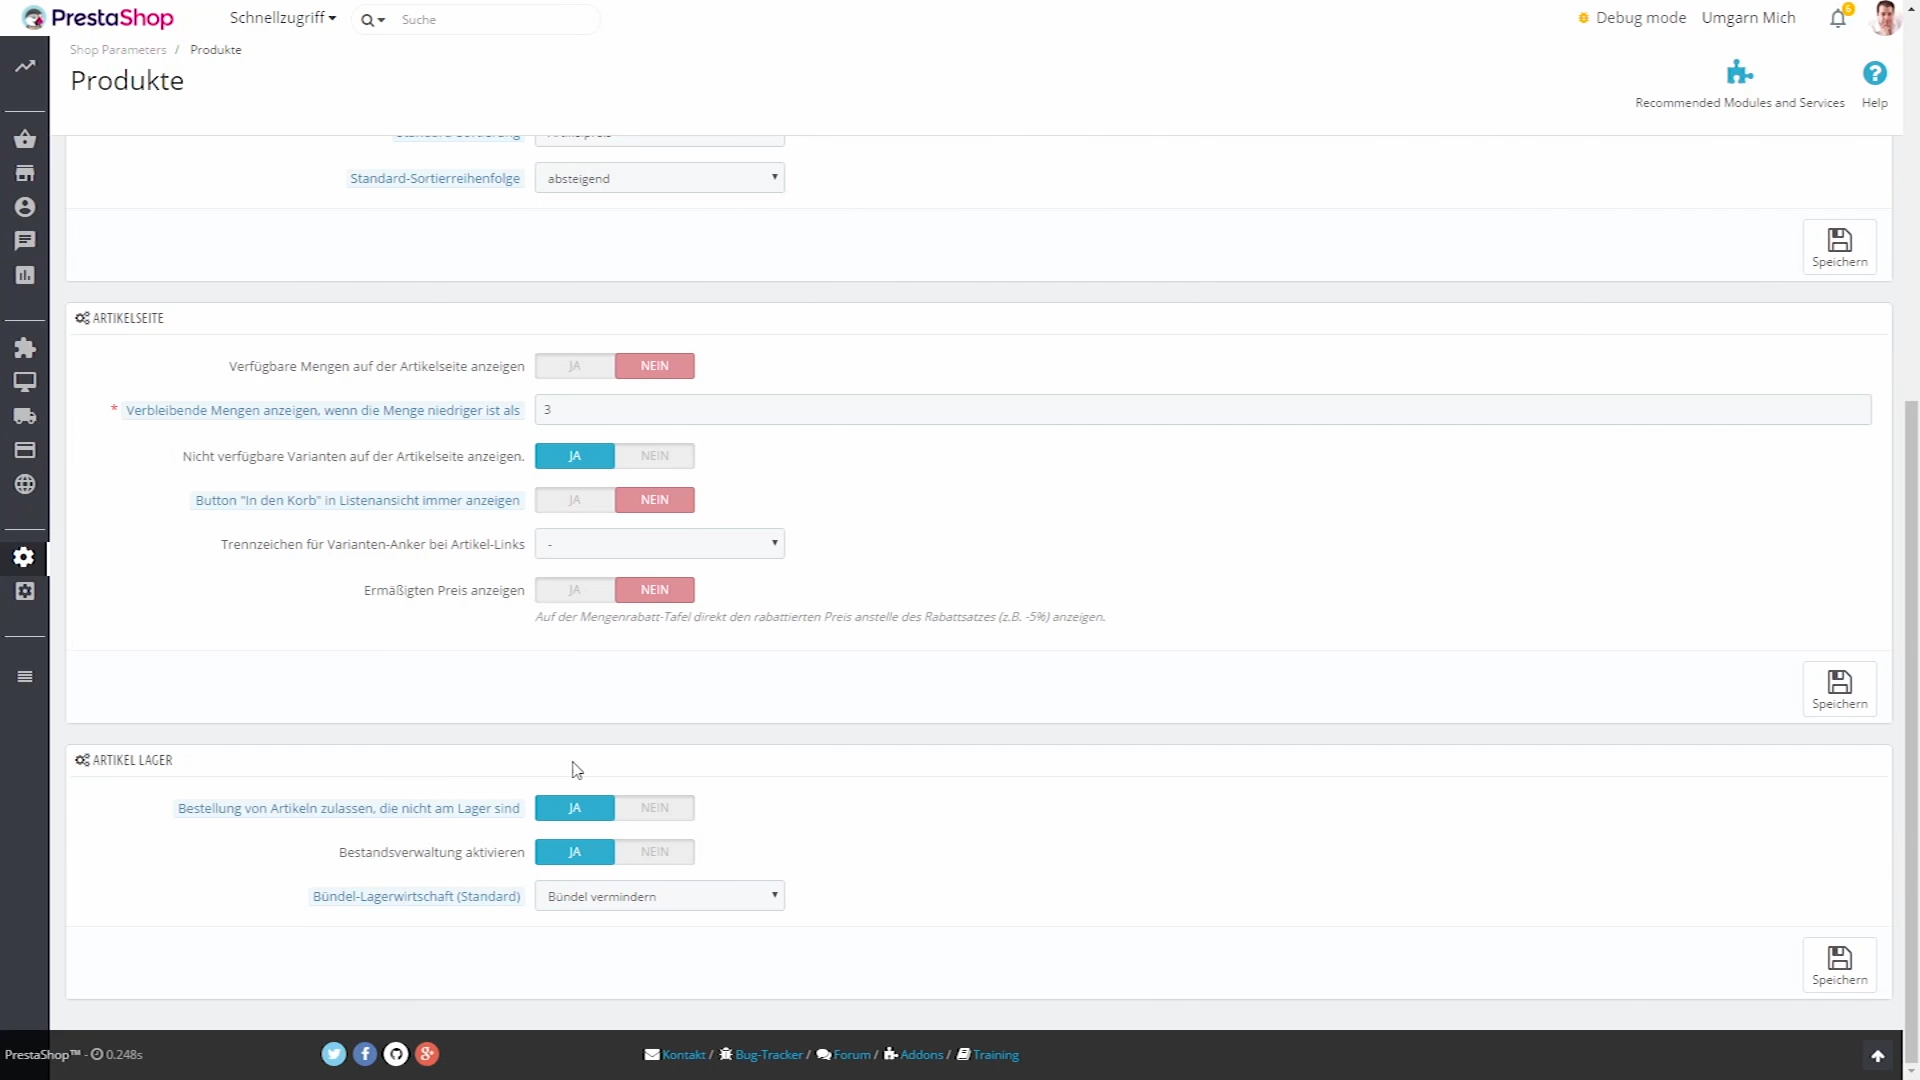 PrestaShop
Schnellzugriff
Suche
Debug mode
Umgarn Mich
6
Shop Parameters / Produkte
Produkte
Recommended Modules and Services
Help
Standard-Sortierreihenfolge
absteigend
Speichern
ARTIKELSEITE
Verfügbare Mengen auf der Artikelseite anzeigen
JA
NEIN
* Verbleibende Mengen anzeigen, wenn die Menge niedriger ist als
3
Nicht verfügbare Varianten auf der Artikelseite anzeigen.
JA
NEIN
Button "In den Korb" in Listenansicht immer anzeigen
JA
NEIN
Trennzeichen für Varianten-Anker bei Artikel-Links
-
Ermäßigten Preis anzeigen
JA
NEIN
Auf der Mengenrabatt-Tafel direkt den rabattierten Preis anstelle des Rabattsatzes (z.B. -5%) anzeigen.
Speichern
ARTIKEL LAGER
Bestellung von Artikeln zulassen, die nicht am Lager sind
JA
NEIN
Bestandsverwaltung aktivieren
JA
NEIN
Bündel-Lagerwirtschaft (Standard)
Bündel vermindern
Speichern
PrestaShop™ - 0.248s
Kontakt / Bug-Tracker / Forum / Addons / Training